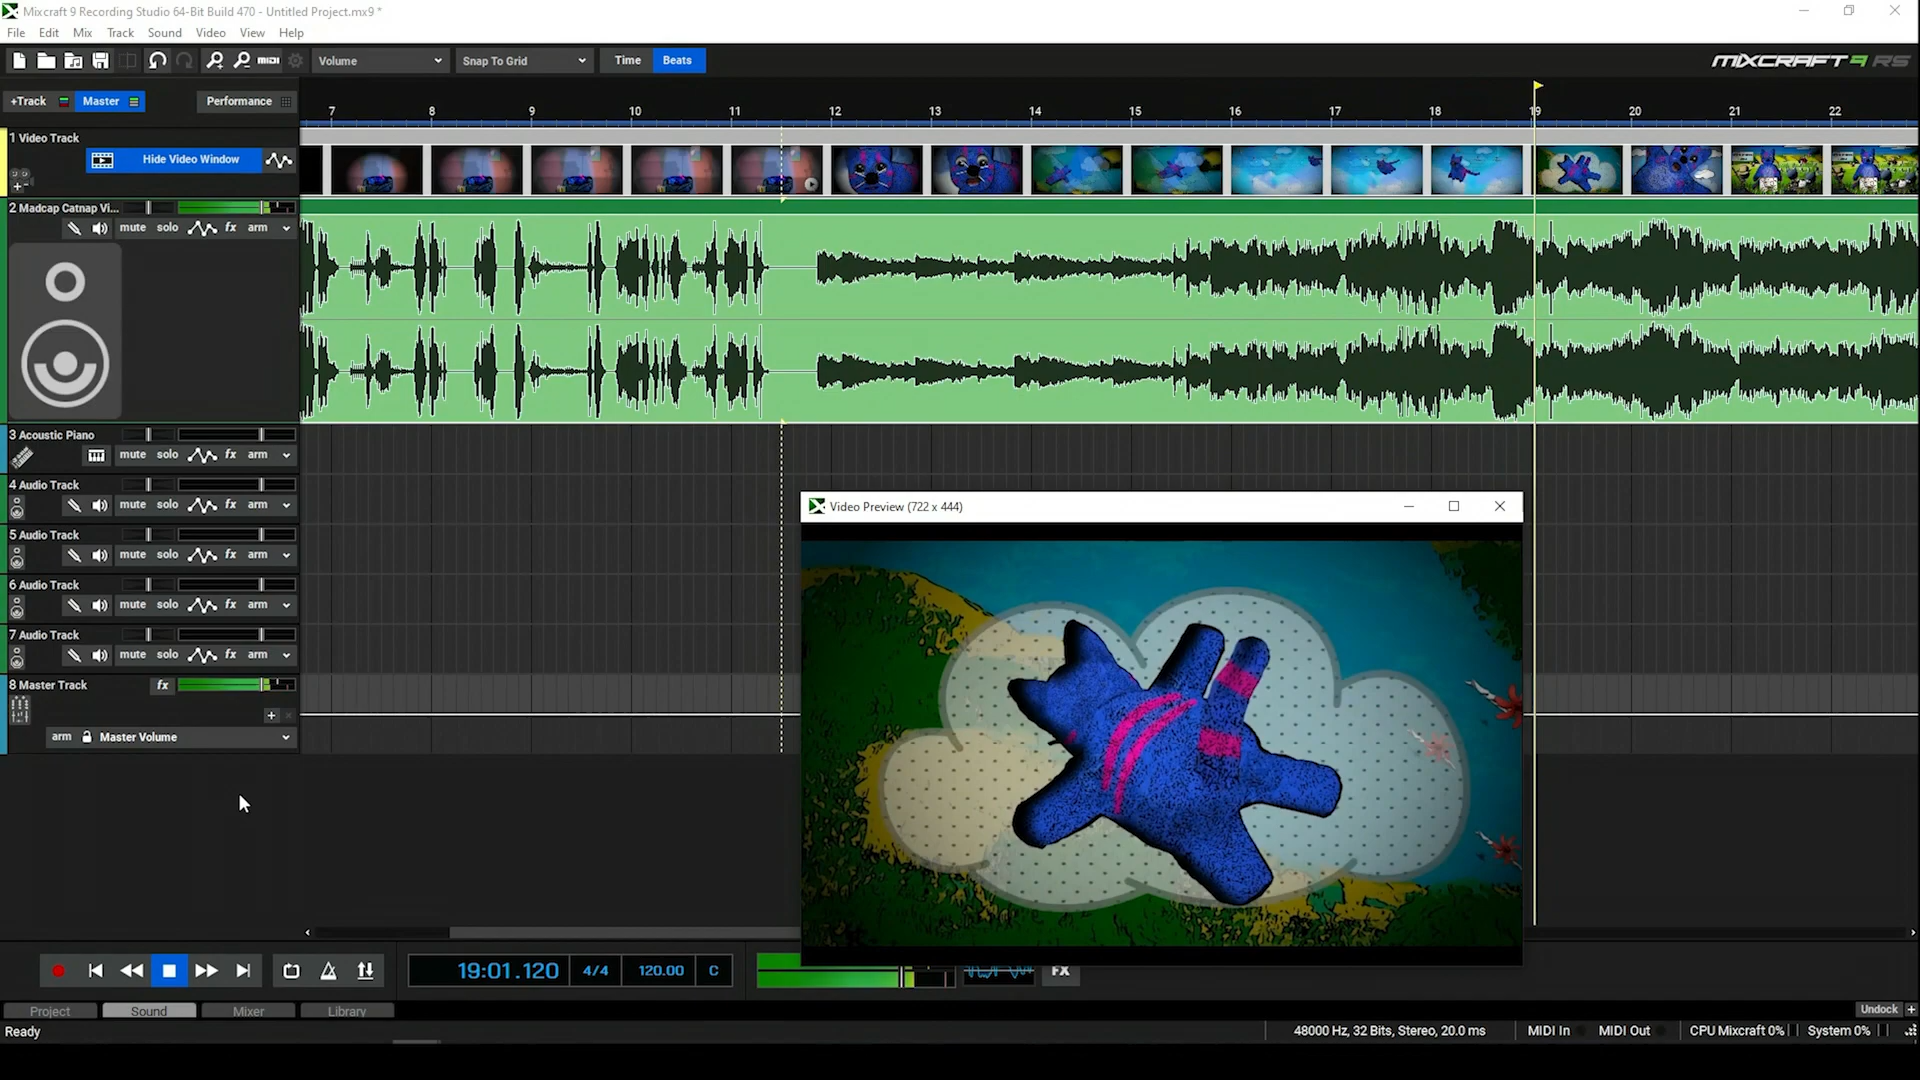 Mixcraft 9 Recording Studio 64-Bit Build 470 - Untitled Project.mx9 *
File Edit Mix Track Sound Video View Help
MIDI Volume Snap To Grid Time Beats MIXCRAFT 9 RS
+Track Master Performance
7 8 9 10 11 12 13 14 15 16 17 18 19 20 21 22
1 Video Track
Hide Video Window
2 Madcap Catnap Vi...
mute solo fx arm
3 Acoustic Piano
mute solo fx arm
4 Audio Track
mute solo fx arm
Video Preview (722 x 444)
5 Audio Track
mute solo fx arm
6 Audio Track
mute solo fx arm
7 Audio Track
mute solo fx arm
8 Master Track fx
arm Master Volume
19:01.120 4/4 120.00 C FX
Project Sound Mixer Library Undock
Ready 48000 Hz, 32 Bits, Stereo, 20.0 ms MIDI In MIDI Out CPU Mixcraft 0% System 0%